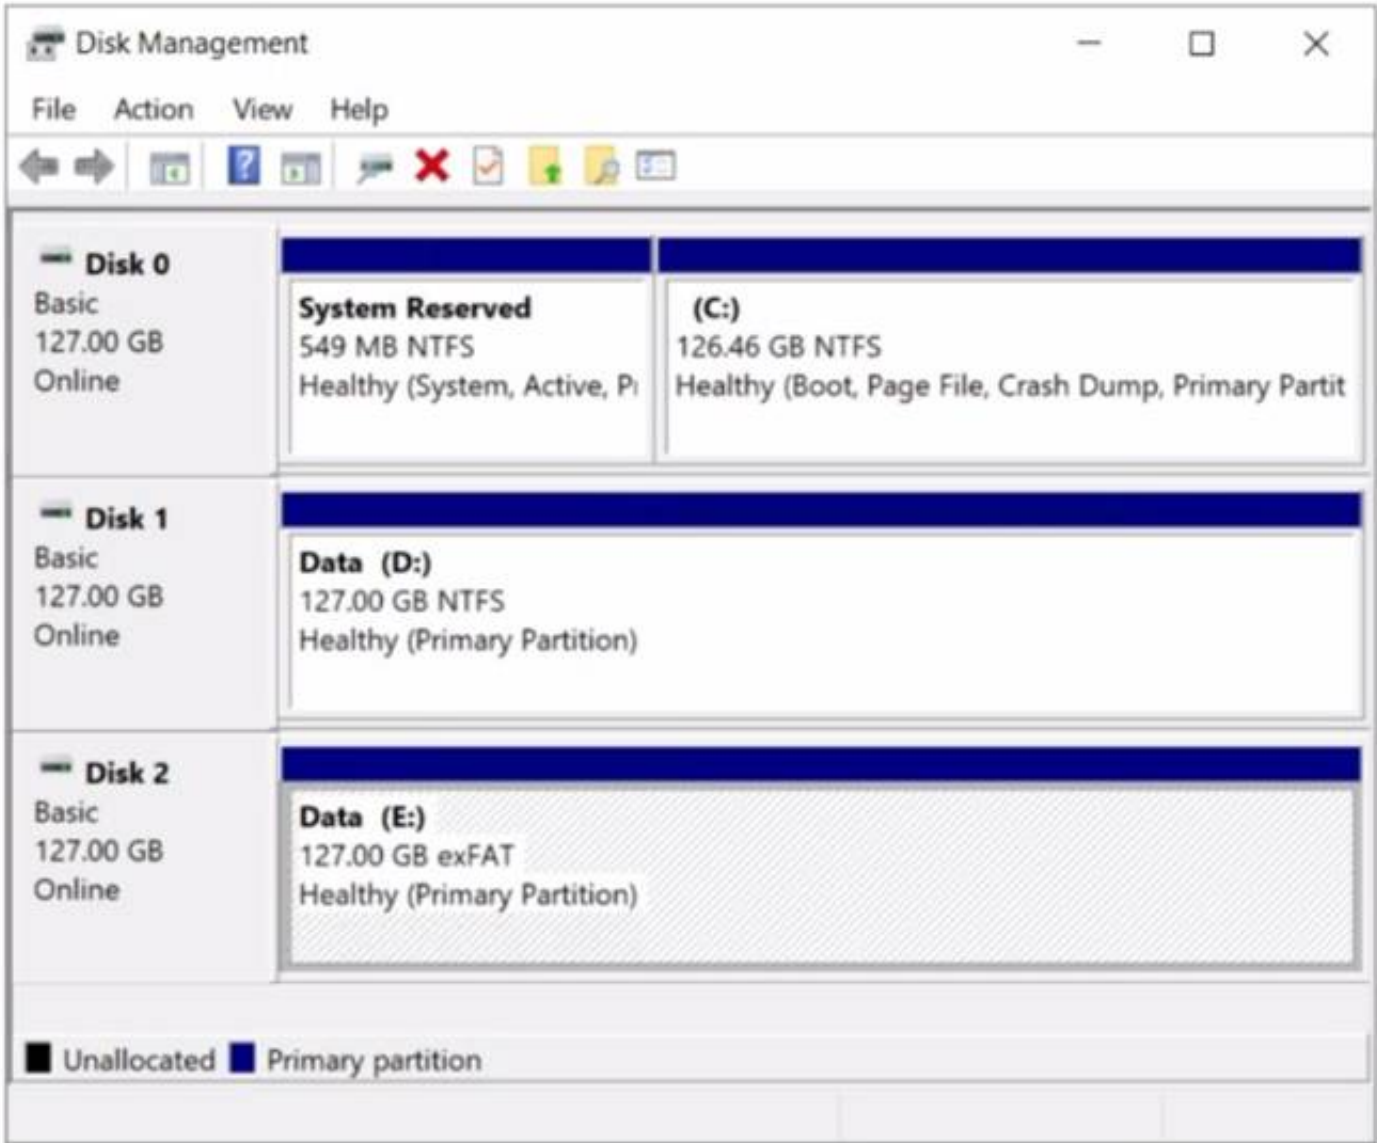 Disk Management
File Action View Help
Disk 0
Basic
127.00 GB
Online
System Reserved
549 MB NTFS
Healthy (System, Active, Pr
(C:)
126.46 GB NTFS
Healthy (Boot, Page File, Crash Dump, Primary Partit
Disk 1
Basic
127.00 GB
Online
Data (D:)
127.00 GB NTFS
Healthy (Primary Partition)
Disk 2
Basic
127.00 GB
Online
Data (E:)
127.00 GB exFAT
Healthy (Primary Partition)
Unallocated Primary partition